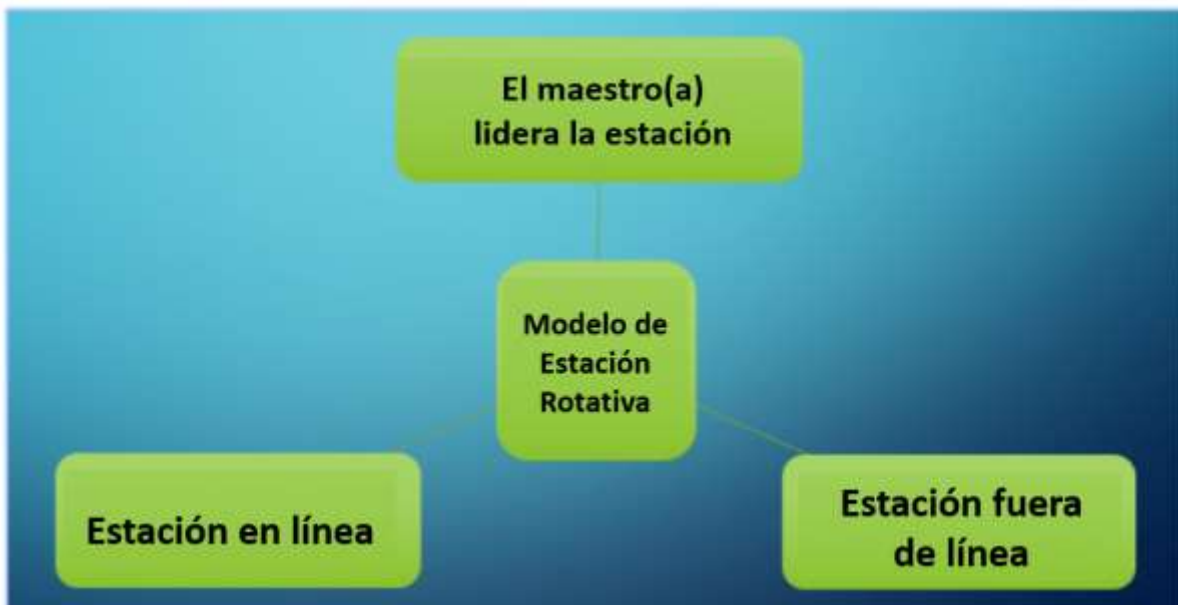 El maestro(a)
lidera la estación
Modelo de
Estación
Rotativa
Estación en línea
Estación fuera
de línea